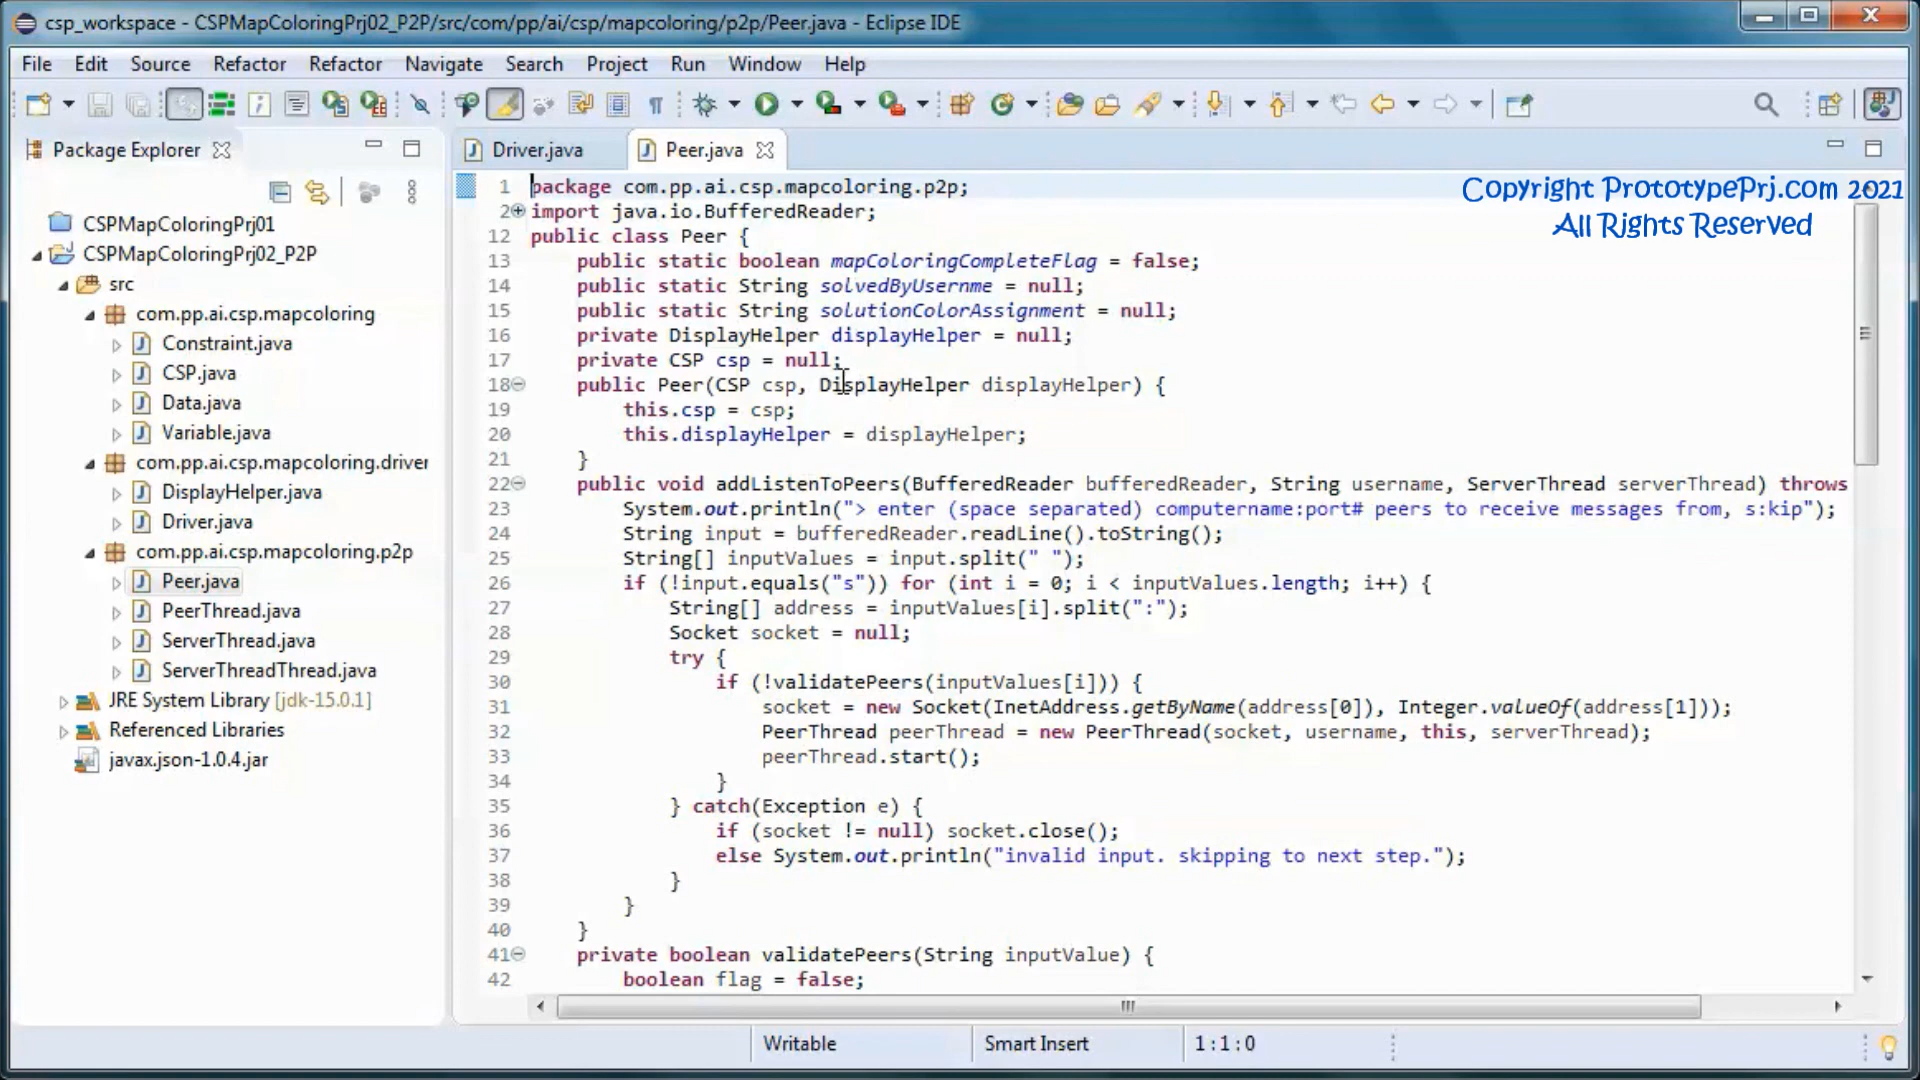 csp_workspace - CSPMapColoringPrj02_P2P/src/com/pp/ai/csp/mapcoloring/p2p/Peer.java - Eclipse IDE
File Edit Source Refactor Refactor Navigate Search Project Run Window Help
Package Explorer
Driver.java
Peer.java
CSPMapColoringPrj01
CSPMapColoringPrj02_P2P
src
com.pp.ai.csp.mapcoloring
Constraint.java
CSP.java
Data.java
Variable.java
com.pp.ai.csp.mapcoloring.driver
DisplayHelper.java
Driver.java
com.pp.ai.csp.mapcoloring.p2p
Peer.java
PeerThread.java
ServerThread.java
ServerThreadThread.java
JRE System Library [jdk-15.0.1]
Referenced Libraries
javax.json-1.0.4.jar
Copyright PrototypePrj.com 2021
All Rights Reserved
1 package com.pp.ai.csp.mapcoloring.p2p;
2 import java.io.BufferedReader;
12 public class Peer {
13 public static boolean mapColoringCompleteFlag = false;
14 public static String solvedByUsernme = null;
15 public static String solutionColorAssignment = null;
16 private DisplayHelper displayHelper = null;
17 private CSP csp = null;
18 public Peer(CSP csp, DisplayHelper displayHelper) {
19 this.csp = csp;
20 this.displayHelper = displayHelper;
21 }
22 public void addListenToPeers(BufferedReader bufferedReader, String username, ServerThread serverThread) throws
23 System.out.println("> enter (space separated) computername:port# peers to receive messages from, s:kip");
24 String input = bufferedReader.readLine().toString();
25 String[] inputValues = input.split(" ");
26 if (!input.equals("s")) for (int i = 0; i < inputValues.length; i++) {
27 String[] address = inputValues[i].split(":");
28 Socket socket = null;
29 try {
30 if (!validatePeers(inputValues[i])) {
31 socket = new Socket(InetAddress.getByName(address[0]), Integer.valueOf(address[1]));
32 PeerThread peerThread = new PeerThread(socket, username, this, serverThread);
33 peerThread.start();
34 }
35 } catch(Exception e) {
36 if (socket != null) socket.close();
37 else System.out.println("invalid input. skipping to next step.");
38 }
39 }
40 }
41 private boolean validatePeers(String inputValue) {
42 boolean flag = false;
Writable
Smart Insert
1 : 1 : 0